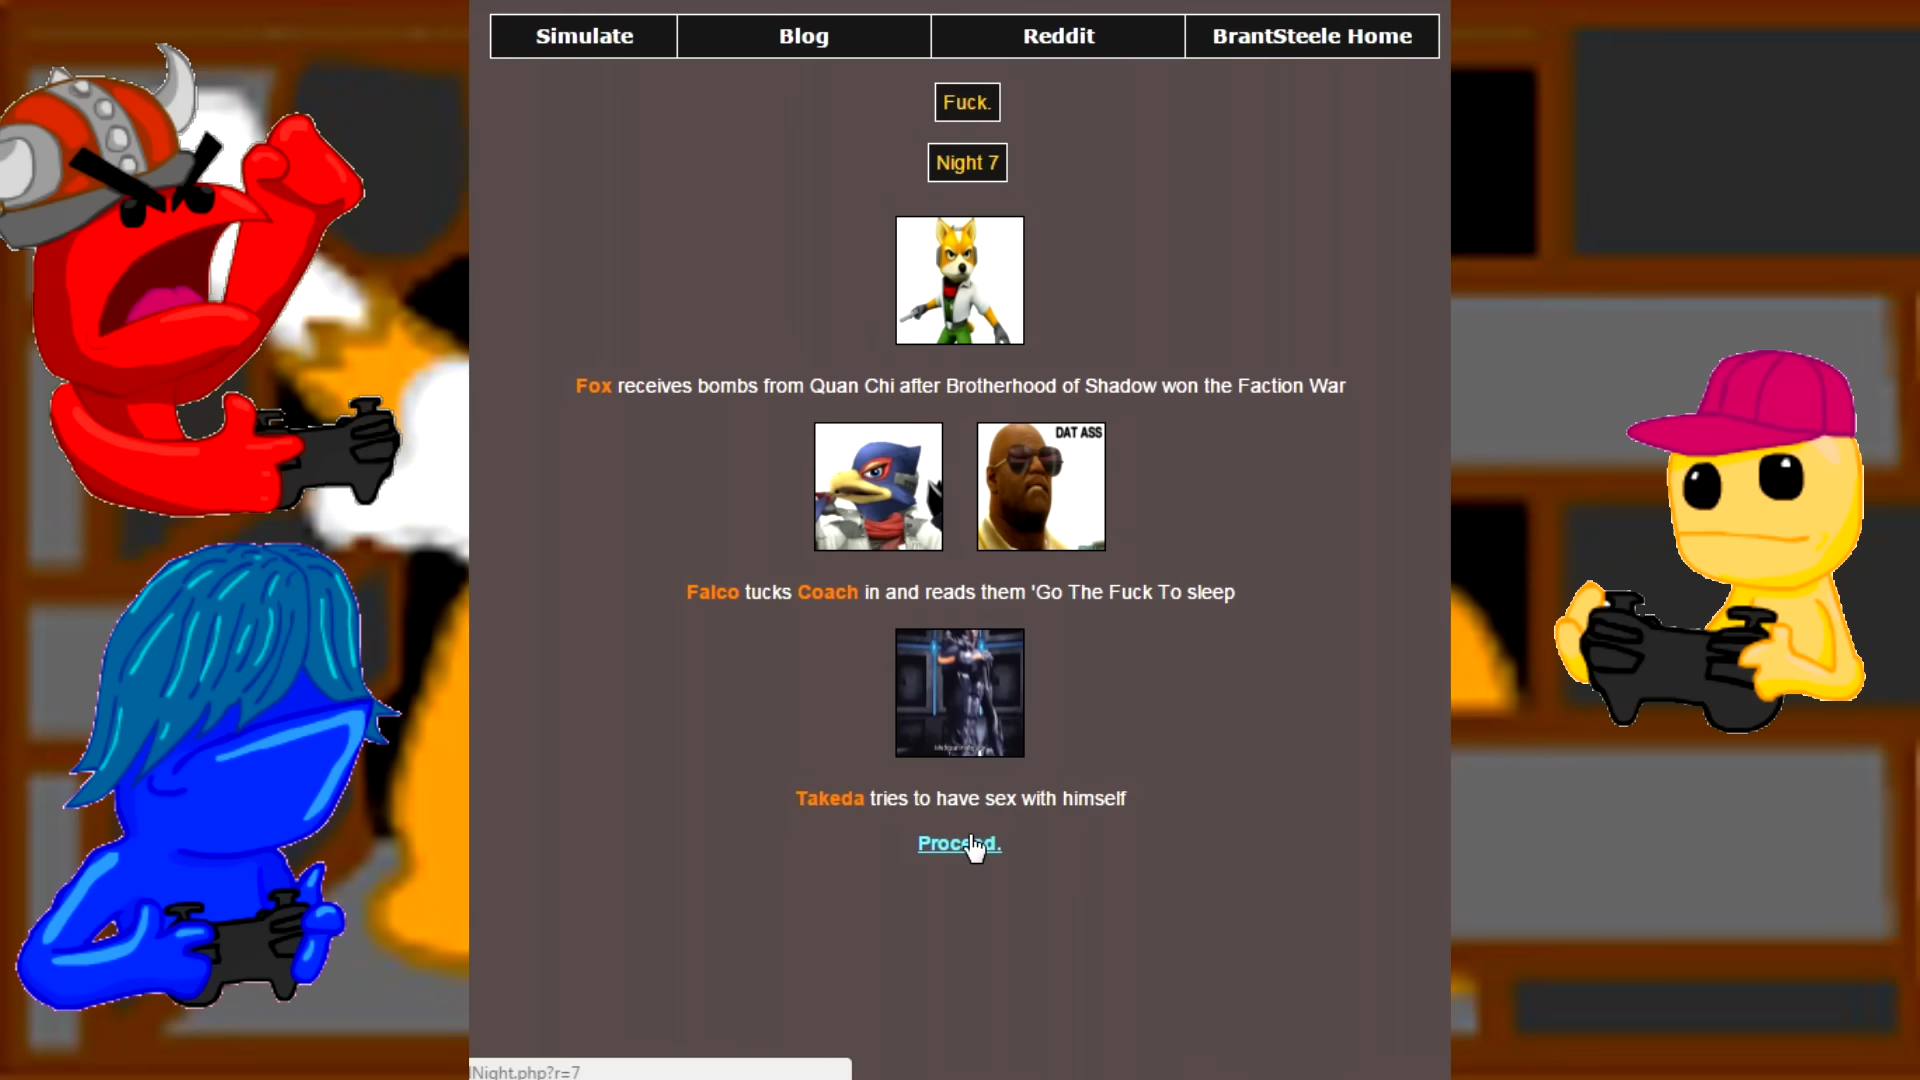 Simulate Blog Reddit BrantSteele Home
Fuck.
Night 7
Fox receives bombs from Quan Chi after Brotherhood of Shadow won the Faction War
DAT ASS
Falco tucks Coach in and reads them 'Go The Fuck To sleep
Takeda tries to have sex with himself
Proceed.
Night.php?r=7